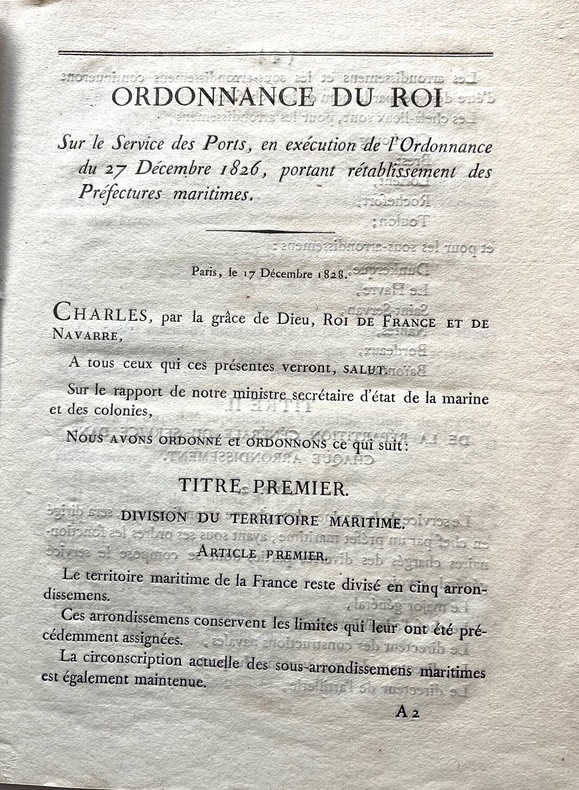 ORDONNANCE DU ROI
Sur le Service des Ports, en exécution de l'Ordonnance
du 27 Décembre 1826, portant rétablissement des
Préfectures maritimes.
Paris, le 17 Décembre 1828.
CHARLES, par la grâce de Dieu, ROI DE FRANCE ET DE
NAVARRE,
A tous ceux qui ces présentes verront, SALUT.
Sur le rapport de notre ministre secrétaire d'état de la marine
et des colonies,
NOUS AVONS ORDONNÉ et ORDONNONS ce qui suit:
TITRE PREMIER.
DIVISION DU TERRITOIRE MARITIME.
ARTICLE PREMIER.
Le territoire maritime de la France reste divisé en cinq arron-
dissemens.
Ces arrondissemens conservent les limites qui leur ont été pré-
cédemment assignées.
La circonscription actuelle des sous-arrondissemens maritimes
est également maintenue.
A 2